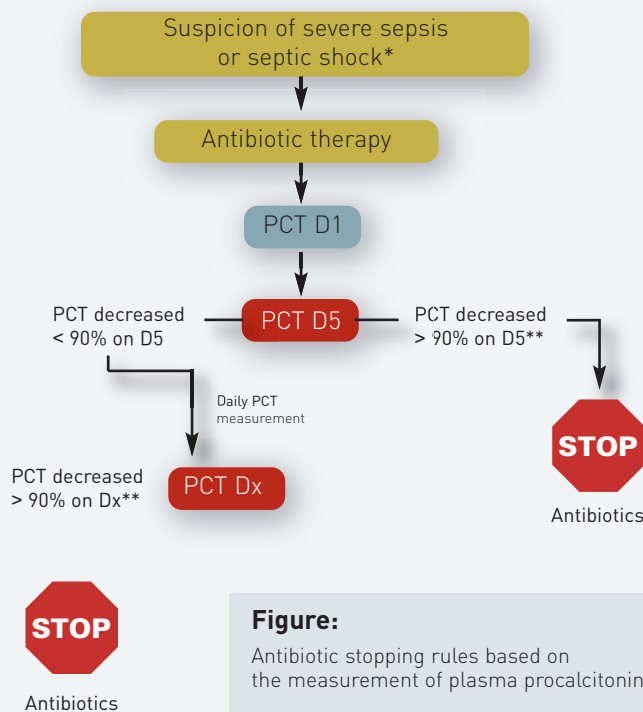 Suspicion of severe sepsis
or septic shock*
Antibiotic therapy
PCT D1
PCT decreased
< 90% on D5
PCT D5
PCT decreased
> 90% on D5**
Daily PCT
measurement
STOP
Antibiotics
PCT decreased
> 90% on Dx**
PCT Dx
STOP
Antibiotics
Figure:
Antibiotic stopping rules based on
the measurement of plasma procalcitonin